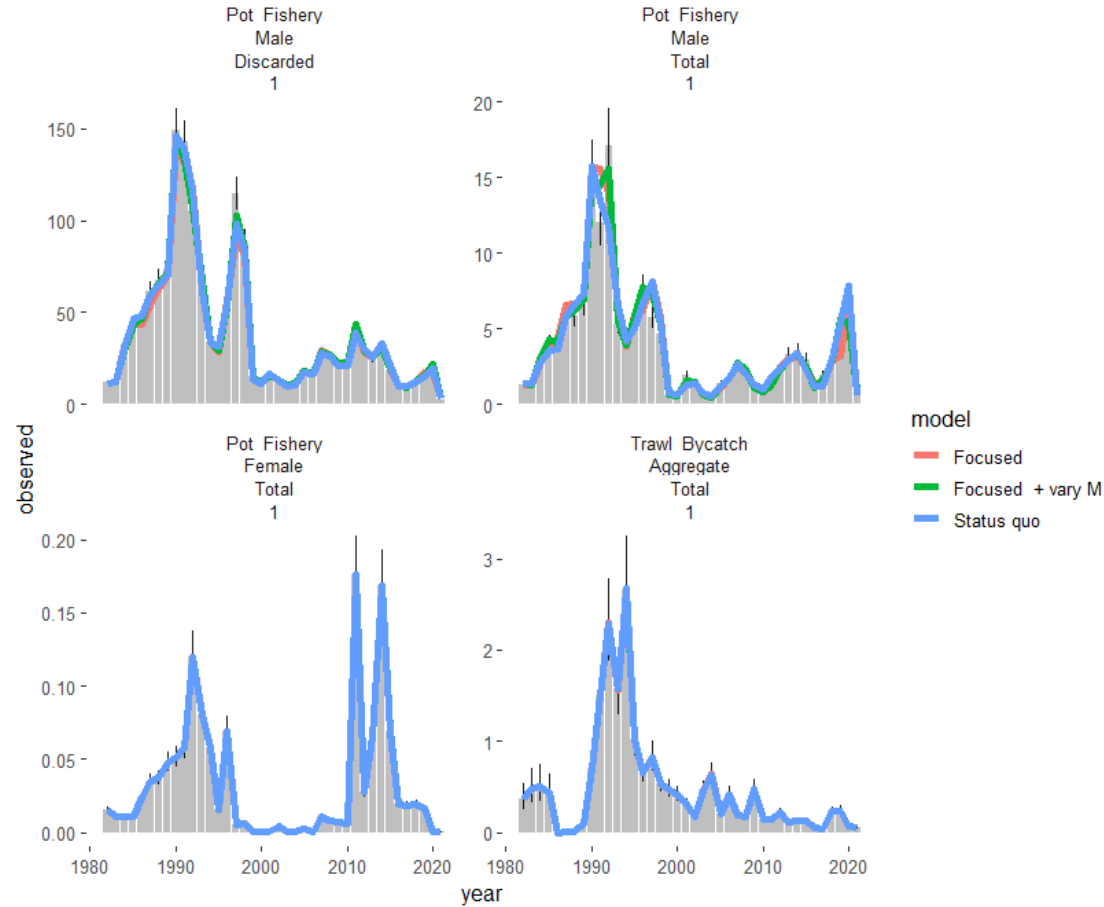 Pot Fishery
Male
Discarded
1
Pot Fishery
Male
Total
1
150
100
50
0
20
15
10
5
0
observed
Pot Fishery
Female
Total
1
Trawl Bycatch
Aggregate
Total
1
0.20
0.15
0.10
0.05
0.00
3
2
1
0
1980 1990 2000 2010 2020
1980 1990 2000 2010 2020
year
model
Focused
Focused + vary M
Status quo